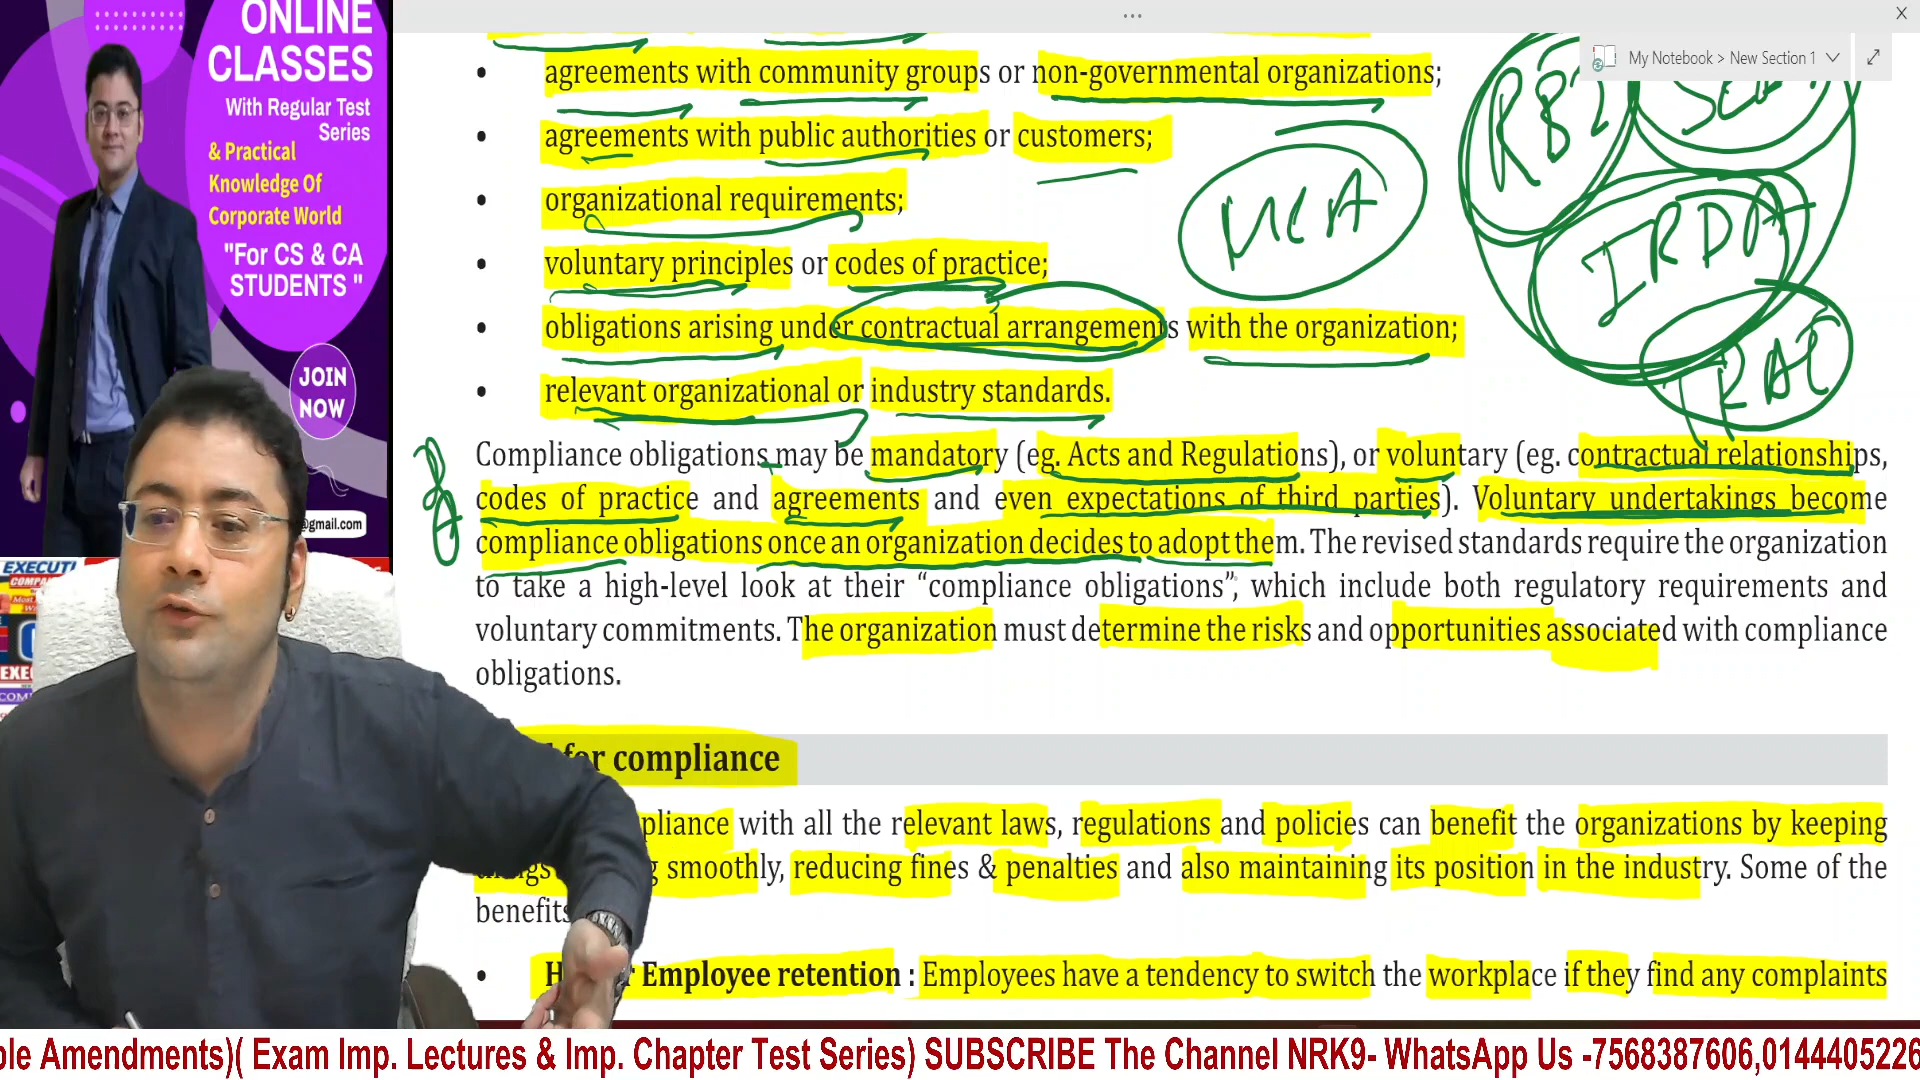 ONLINE
CLASSES
With Regular Test
Series
& Practical
Knowledge Of
Corporate World
"For CS & CA
STUDENTS "
JOIN
NOW
@gmail.com
EXECUTI
My Notebook > New Section 1
• agreements with community groups or non-governmental organizations;
• agreements with public authorities or customers;
• organizational requirements;
• voluntary principles or codes of practice;
• obligations arising under contractual arrangements with the organization;
• relevant organizational or industry standards.
MCA
RBI
IRDA
TRAI
Compliance obligations may be mandatory (eg. Acts and Regulations), or voluntary (eg. contractual relationships,
codes of practice and agreements and even expectations of third parties). Voluntary undertakings become
compliance obligations once an organization decides to adopt them. The revised standards require the organization
to take a high-level look at their “compliance obligations”, which include both regulatory requirements and
voluntary commitments. The organization must determine the risks and opportunities associated with compliance
obligations.
for compliance
pliance with all the relevant laws, regulations and policies can benefit the organizations by keeping
smoothly, reducing fines & penalties and also maintaining its position in the industry. Some of the
benefits
• Employee retention : Employees have a tendency to switch the workplace if they find any complaints
ole Amendments)( Exam Imp. Lectures & Imp. Chapter Test Series) SUBSCRIBE The Channel NRK9- WhatsApp Us -7568387606,0144405226